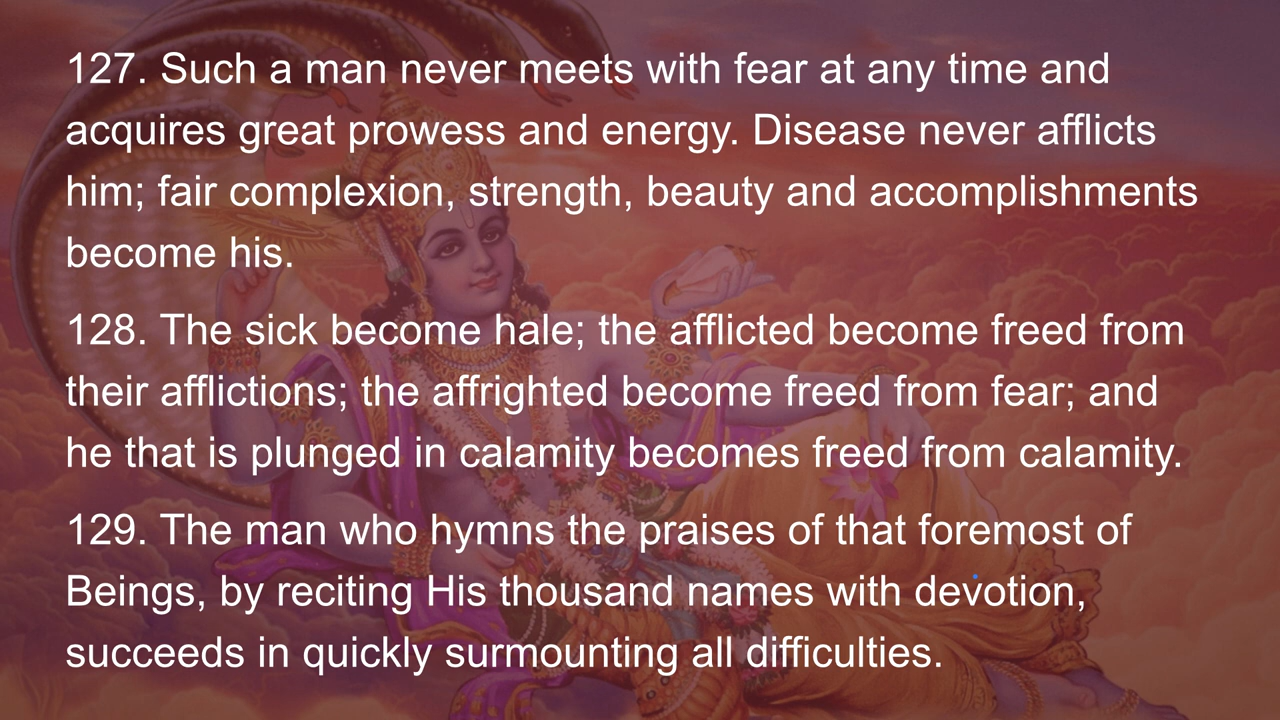 127. Such a man never meets with fear at any time and
acquires great prowess and energy. Disease never afflicts
him; fair complexion, strength, beauty and accomplishments
become his.
128. The sick become hale; the afflicted become freed from
their afflictions; the affrighted become freed from fear; and
he that is plunged in calamity becomes freed from calamity.
129. The man who hymns the praises of that foremost of
Beings, by reciting His thousand names with devotion,
succeeds in quickly surmounting all difficulties.